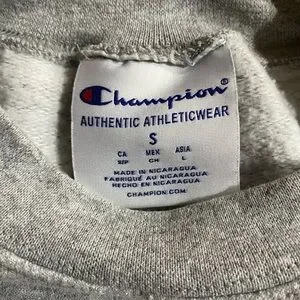 Champion®
AUTHENTIC ATHLETICWEAR
S
CA MEX ASIA
S/P CH L
MADE IN NICARAGUA
FABRIQUÉ AU NICARAGUA
HECHO EN NICARAGUA
CHAMPION.COM